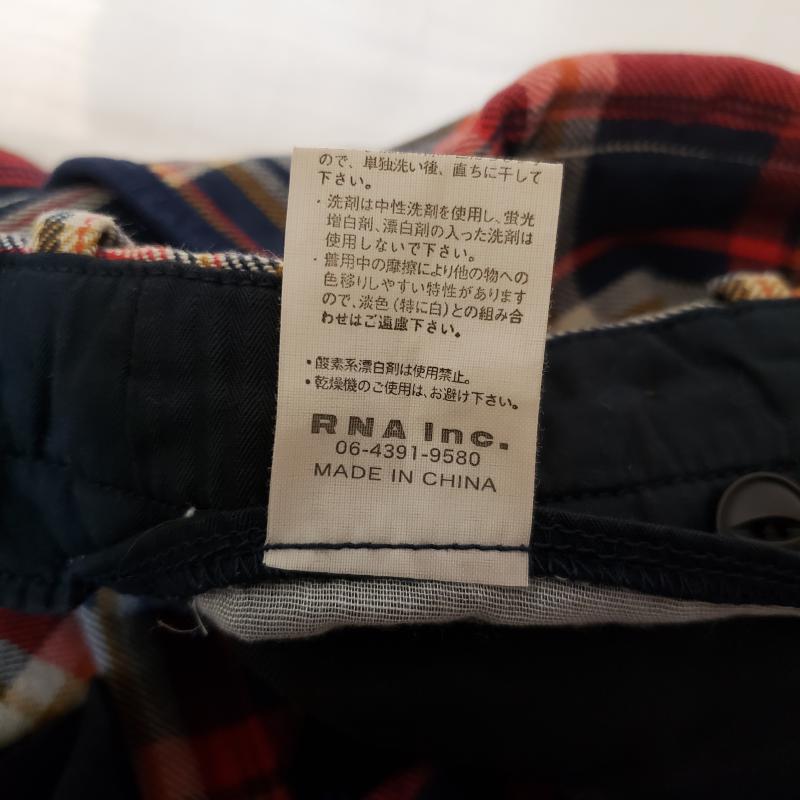 ので、単独洗い後、直ちに干して
下さい。
・洗剤は中性洗剤を使用し、蛍光
増白剤、漂白剤の入った洗剤は
使用しないで下さい。
・着用中の摩擦により他の物への
色移りしやすい特性があります
ので、淡色(特に白)との組み合
わせはご遠慮下さい。
・酸素系漂白剤は使用禁止。
・乾燥機のご使用は、お避け下さい。
RNA Inc.
06-4391-9580
MADE IN CHINA